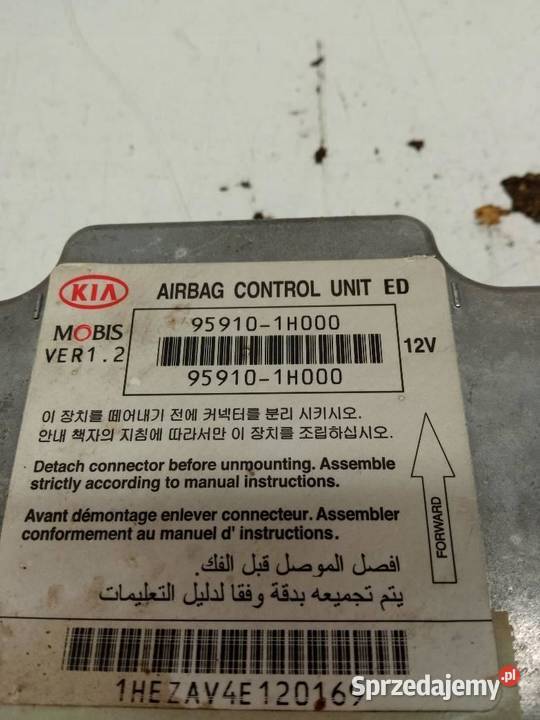 KIA
AIRBAG CONTROL UNIT ED
MOBIS
VER1.2
95910-1H000
95910-1H000
12V
이 장치를 떼어내기 전에 커넥터를 분리 시키시오.
안내 책자의 지침에 따라서만 이 장치를 조립하십시오.
Detach connector before unmounting. Assemble
strictly according to manual instructions.
Avant démontage enlever connecteur. Assembler
conformement au manuel d' instructions.
افصل الموصل قبل الفك.
يتم تجميعه بدقة وفقا لدليل التعليمات
FORWARD
1HEZAV4E120169
Sprzedajemy.pl